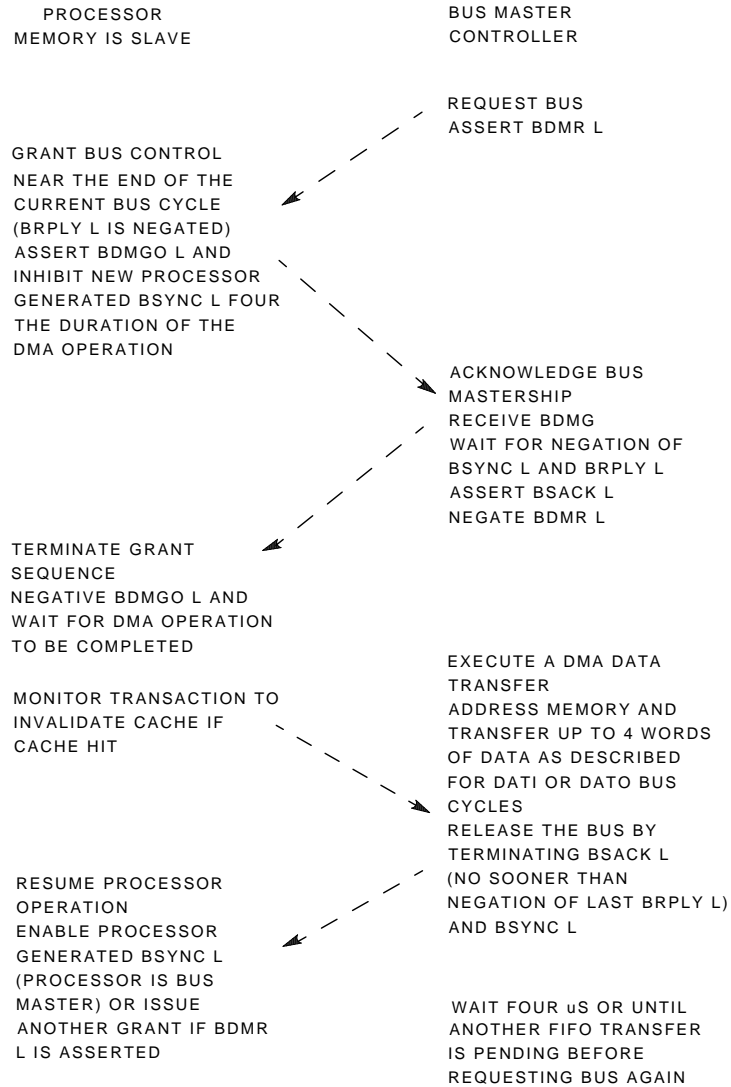 PROCESSOR
MEMORY IS SLAVE
BUS MASTER
CONTROLLER
REQUEST BUS
ASSERT BDMR L
GRANT BUS CONTROL
NEAR THE END OF THE
CURRENT BUS CYCLE
(BRPLY L IS NEGATED)
ASSERT BDMGO L AND
INHIBIT NEW PROCESSOR
GENERATED BSYNC L FOUR
THE DURATION OF THE
DMA OPERATION
ACKNOWLEDGE BUS
MASTERSHIP
RECEIVE BDMG
WAIT FOR NEGATION OF
BSYNC L AND BRPLY L
ASSERT BSACK L
NEGATE BDMR L
TERMINATE GRANT
SEQUENCE
NEGATIVE BDMGO L AND
WAIT FOR DMA OPERATION
TO BE COMPLETED
MONITOR TRANSACTION TO
INVALIDATE CACHE IF
CACHE HIT
EXECUTE A DMA DATA
TRANSFER
ADDRESS MEMORY AND
TRANSFER UP TO 4 WORDS
OF DATA AS DESCRIBED
FOR DATI OR DATO BUS
CYCLES
RELEASE THE BUS BY
TERMINATING BSACK L
(NO SOONER THAN
NEGATION OF LAST BRPLY L)
AND BSYNC L
RESUME PROCESSOR
OPERATION
ENABLE PROCESSOR
GENERATED BSYNC L
(PROCESSOR IS BUS
MASTER) OR ISSUE
ANOTHER GRANT IF BDMR
L IS ASSERTED
WAIT FOUR uS OR UNTIL
ANOTHER FIFO TRANSFER
IS PENDING BEFORE
REQUESTING BUS AGAIN